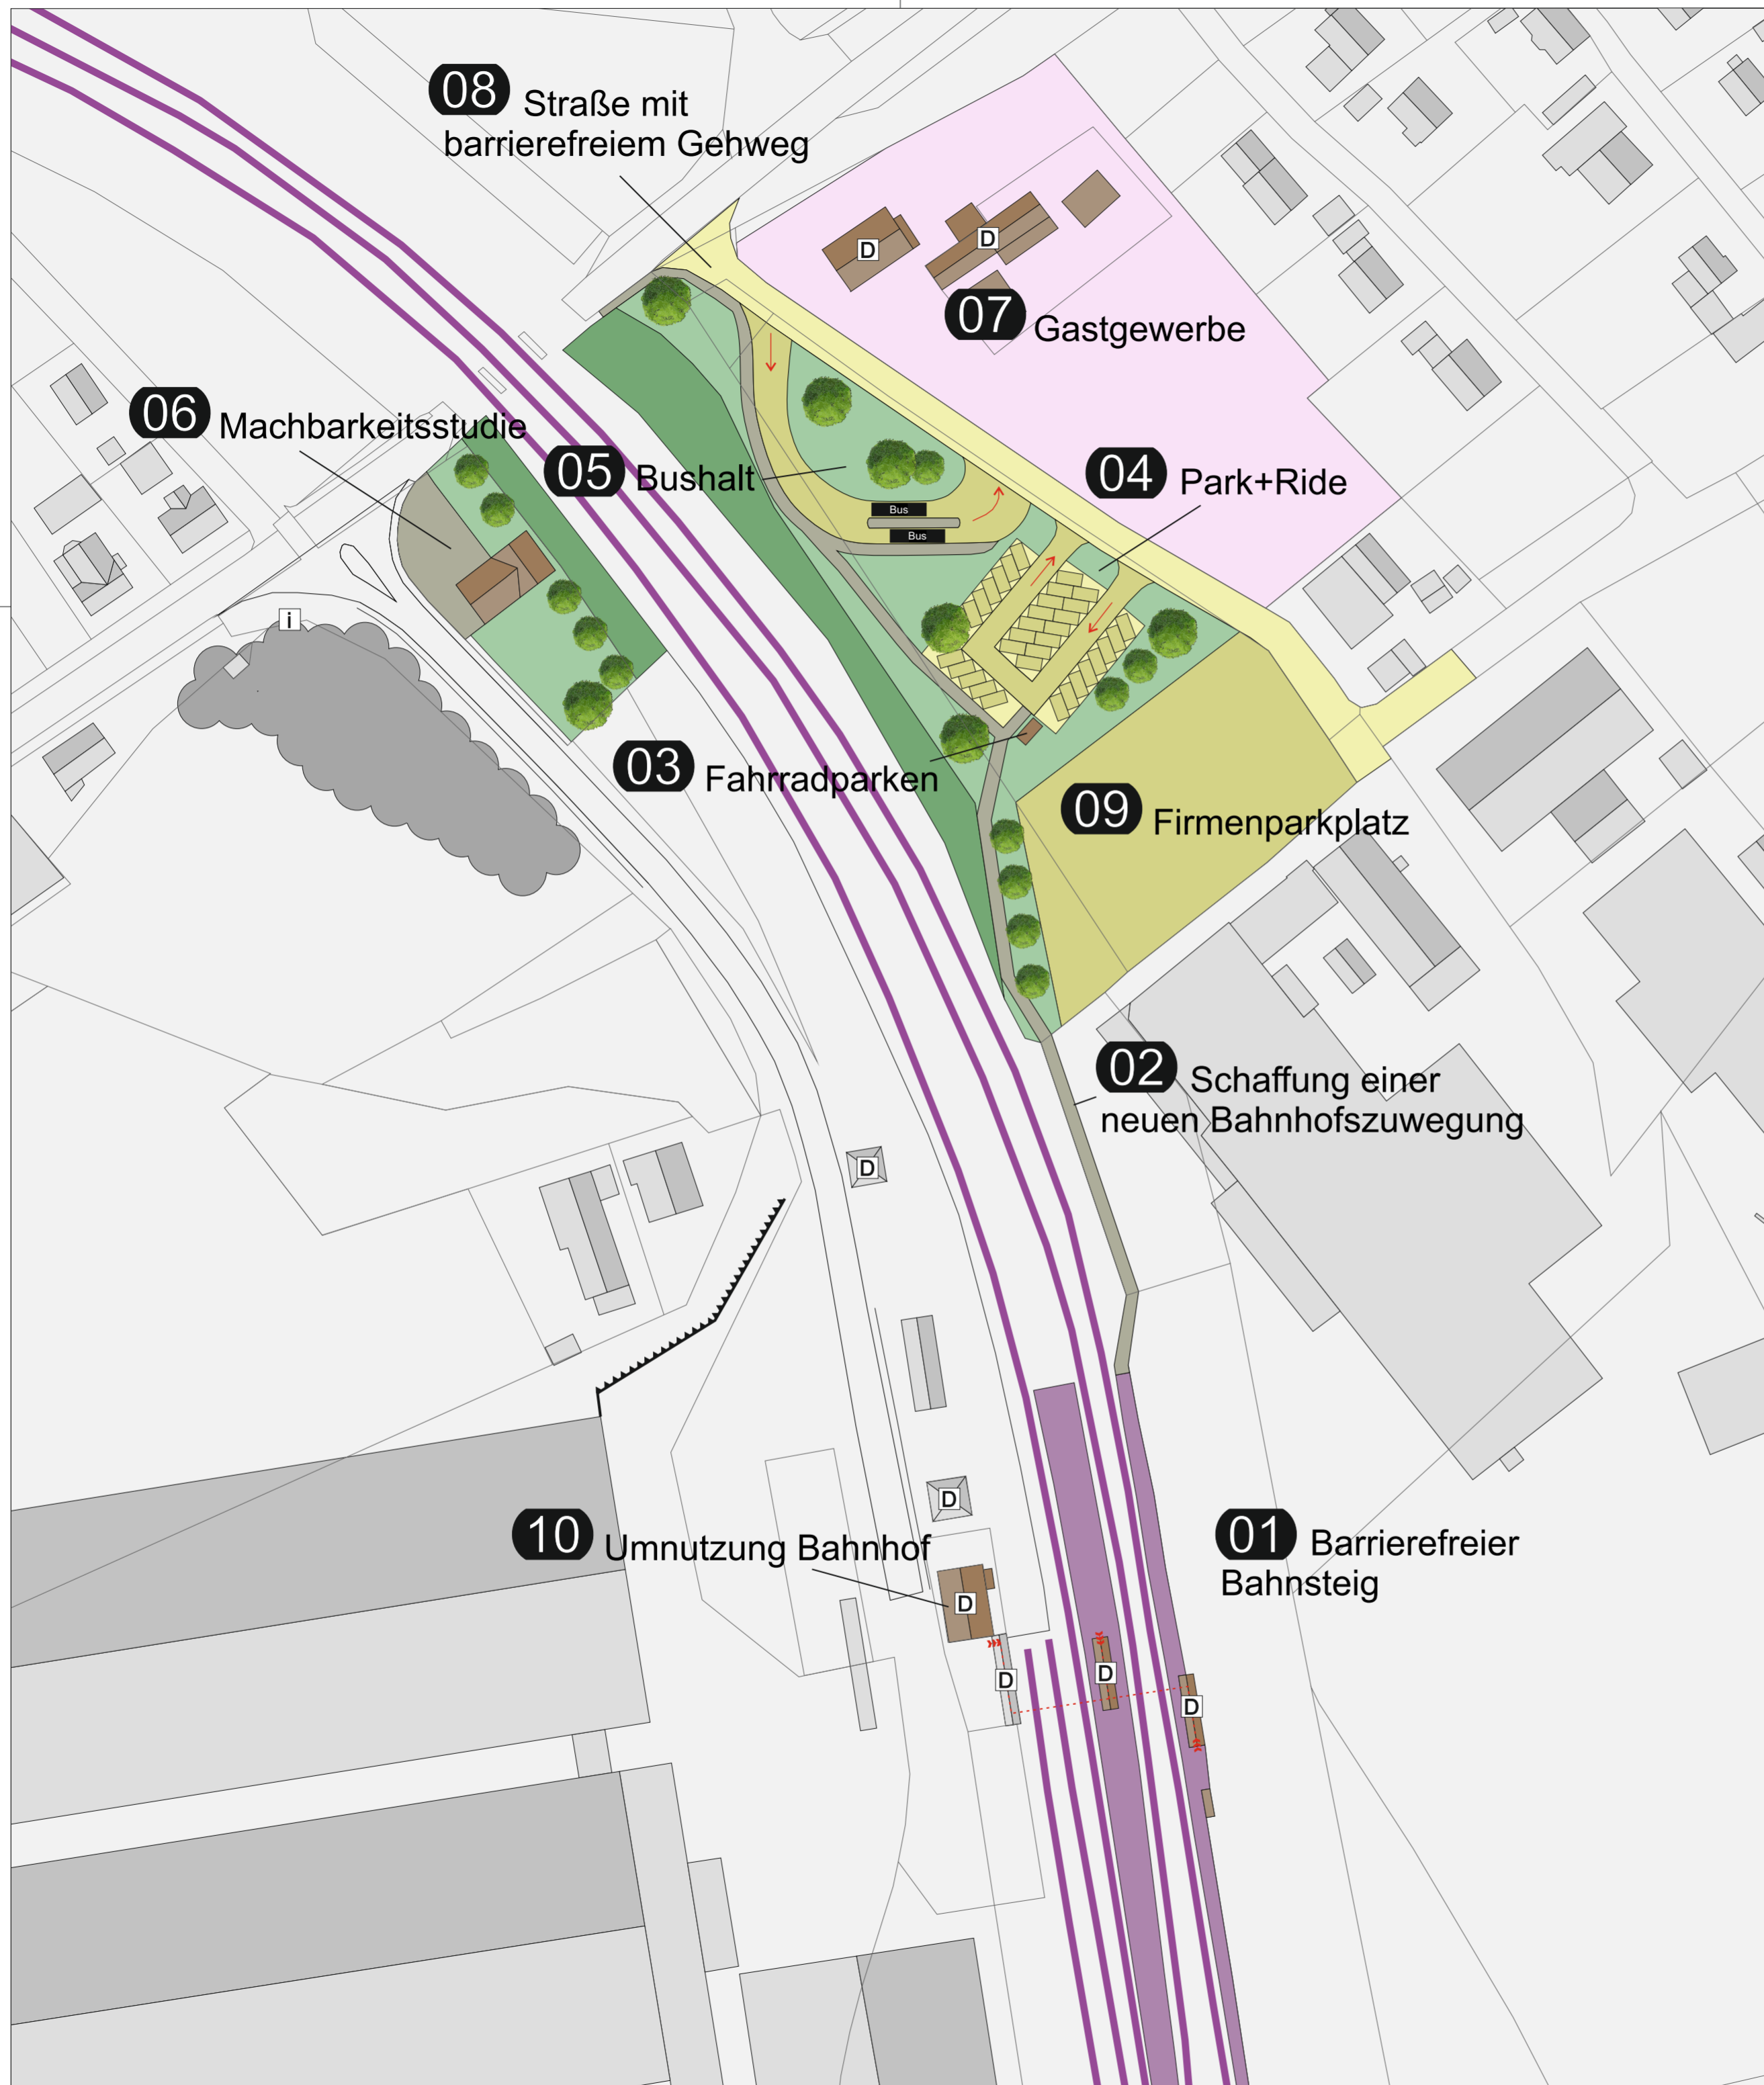 08 Straße mit
barrierefreiem Gehweg
D
D
07 Gastgewerbe
06 Machbarkeitsstudie
05 Bushalt
04 Park+Ride
Bus
Bus
i
03 Fahrradparken
09 Firmenparkplatz
02 Schaffung einer
neuen Bahnhofszuwegung
D
D
10 Umnutzung Bahnhof
01 Barrierefreier
Bahnsteig
D
D
D
D